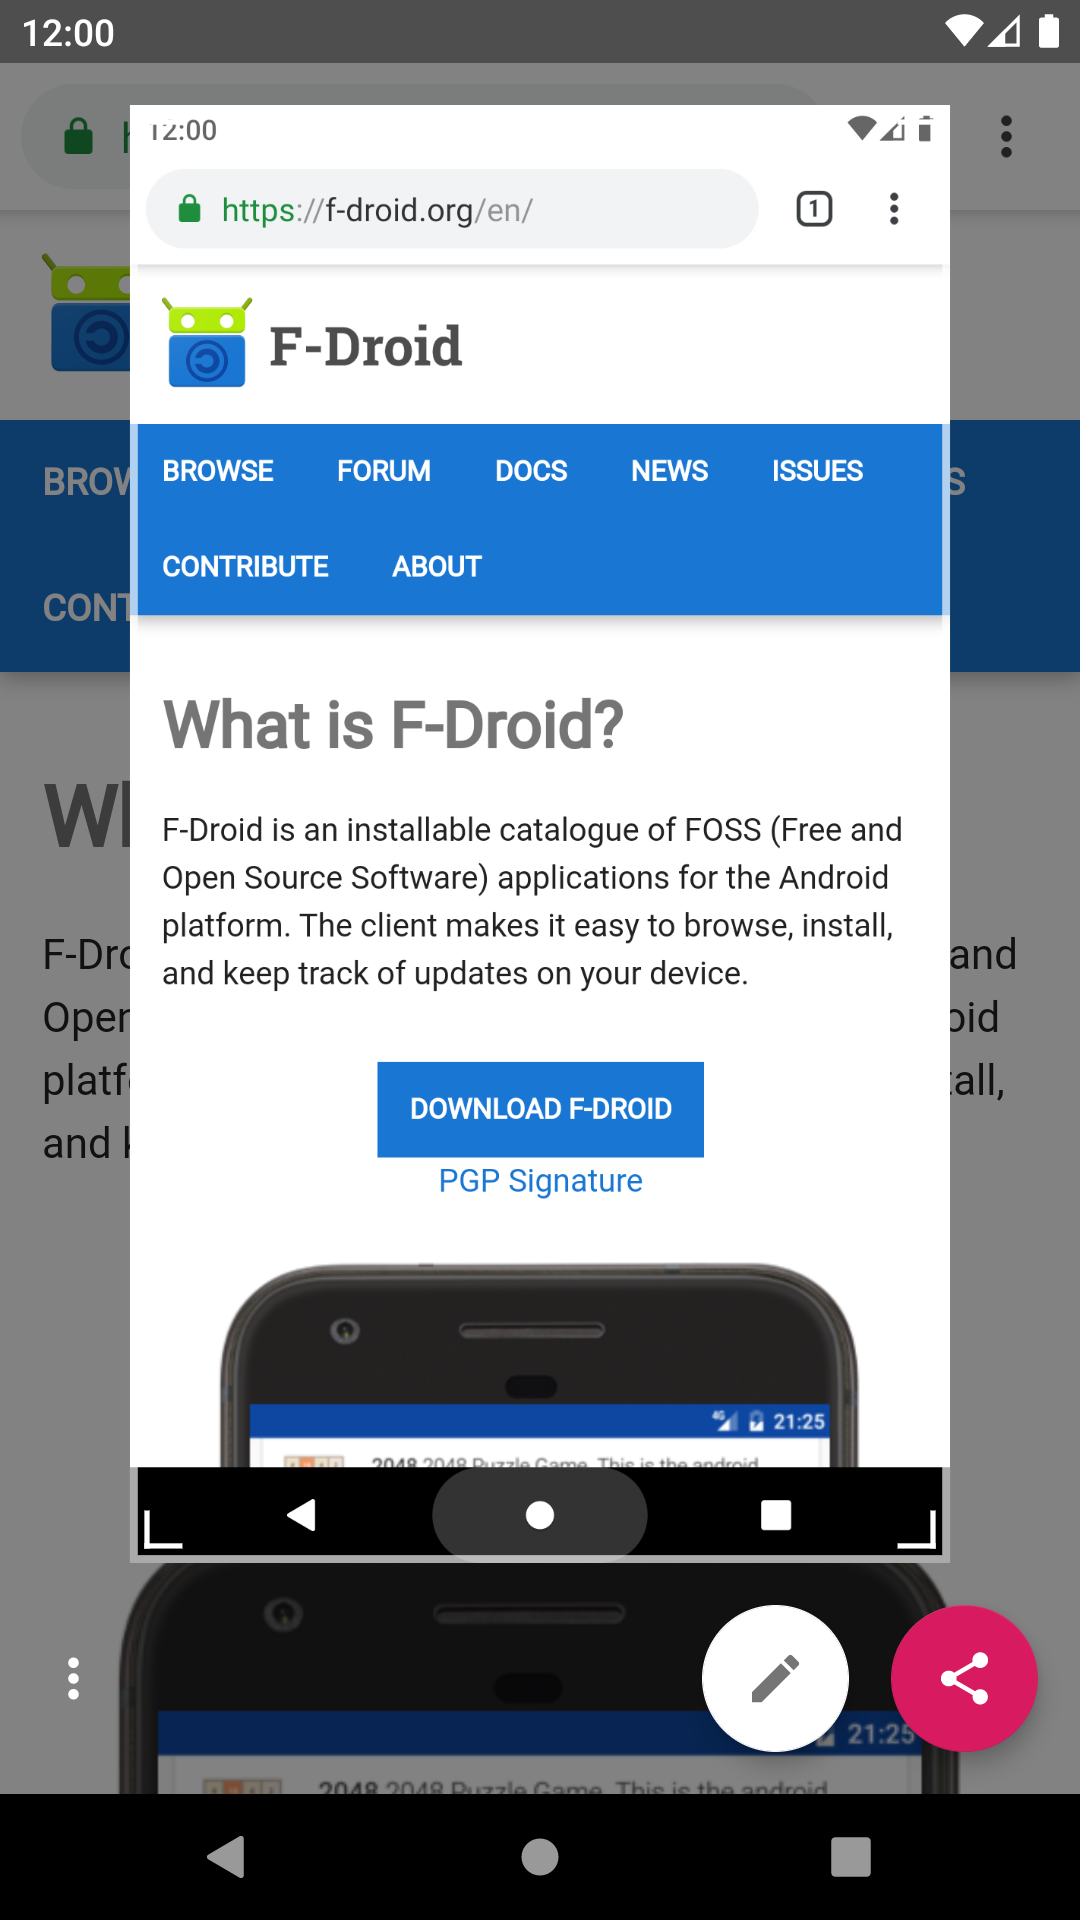 12:00
12:00
https://f-droid.org/en/
1
F-Droid
BROWSE FORUM DOCS NEWS ISSUES
CONTRIBUTE ABOUT
What is F-Droid?
F-Droid is an installable catalogue of FOSS (Free and
Open Source Software) applications for the Android
platform. The client makes it easy to browse, install,
and keep track of updates on your device.
DOWNLOAD F-DROID
PGP Signature
4G 21:25
2048 2048 Puzzle Game. This is the android
21:25
2048 2048 Puzzle Game. This is the android